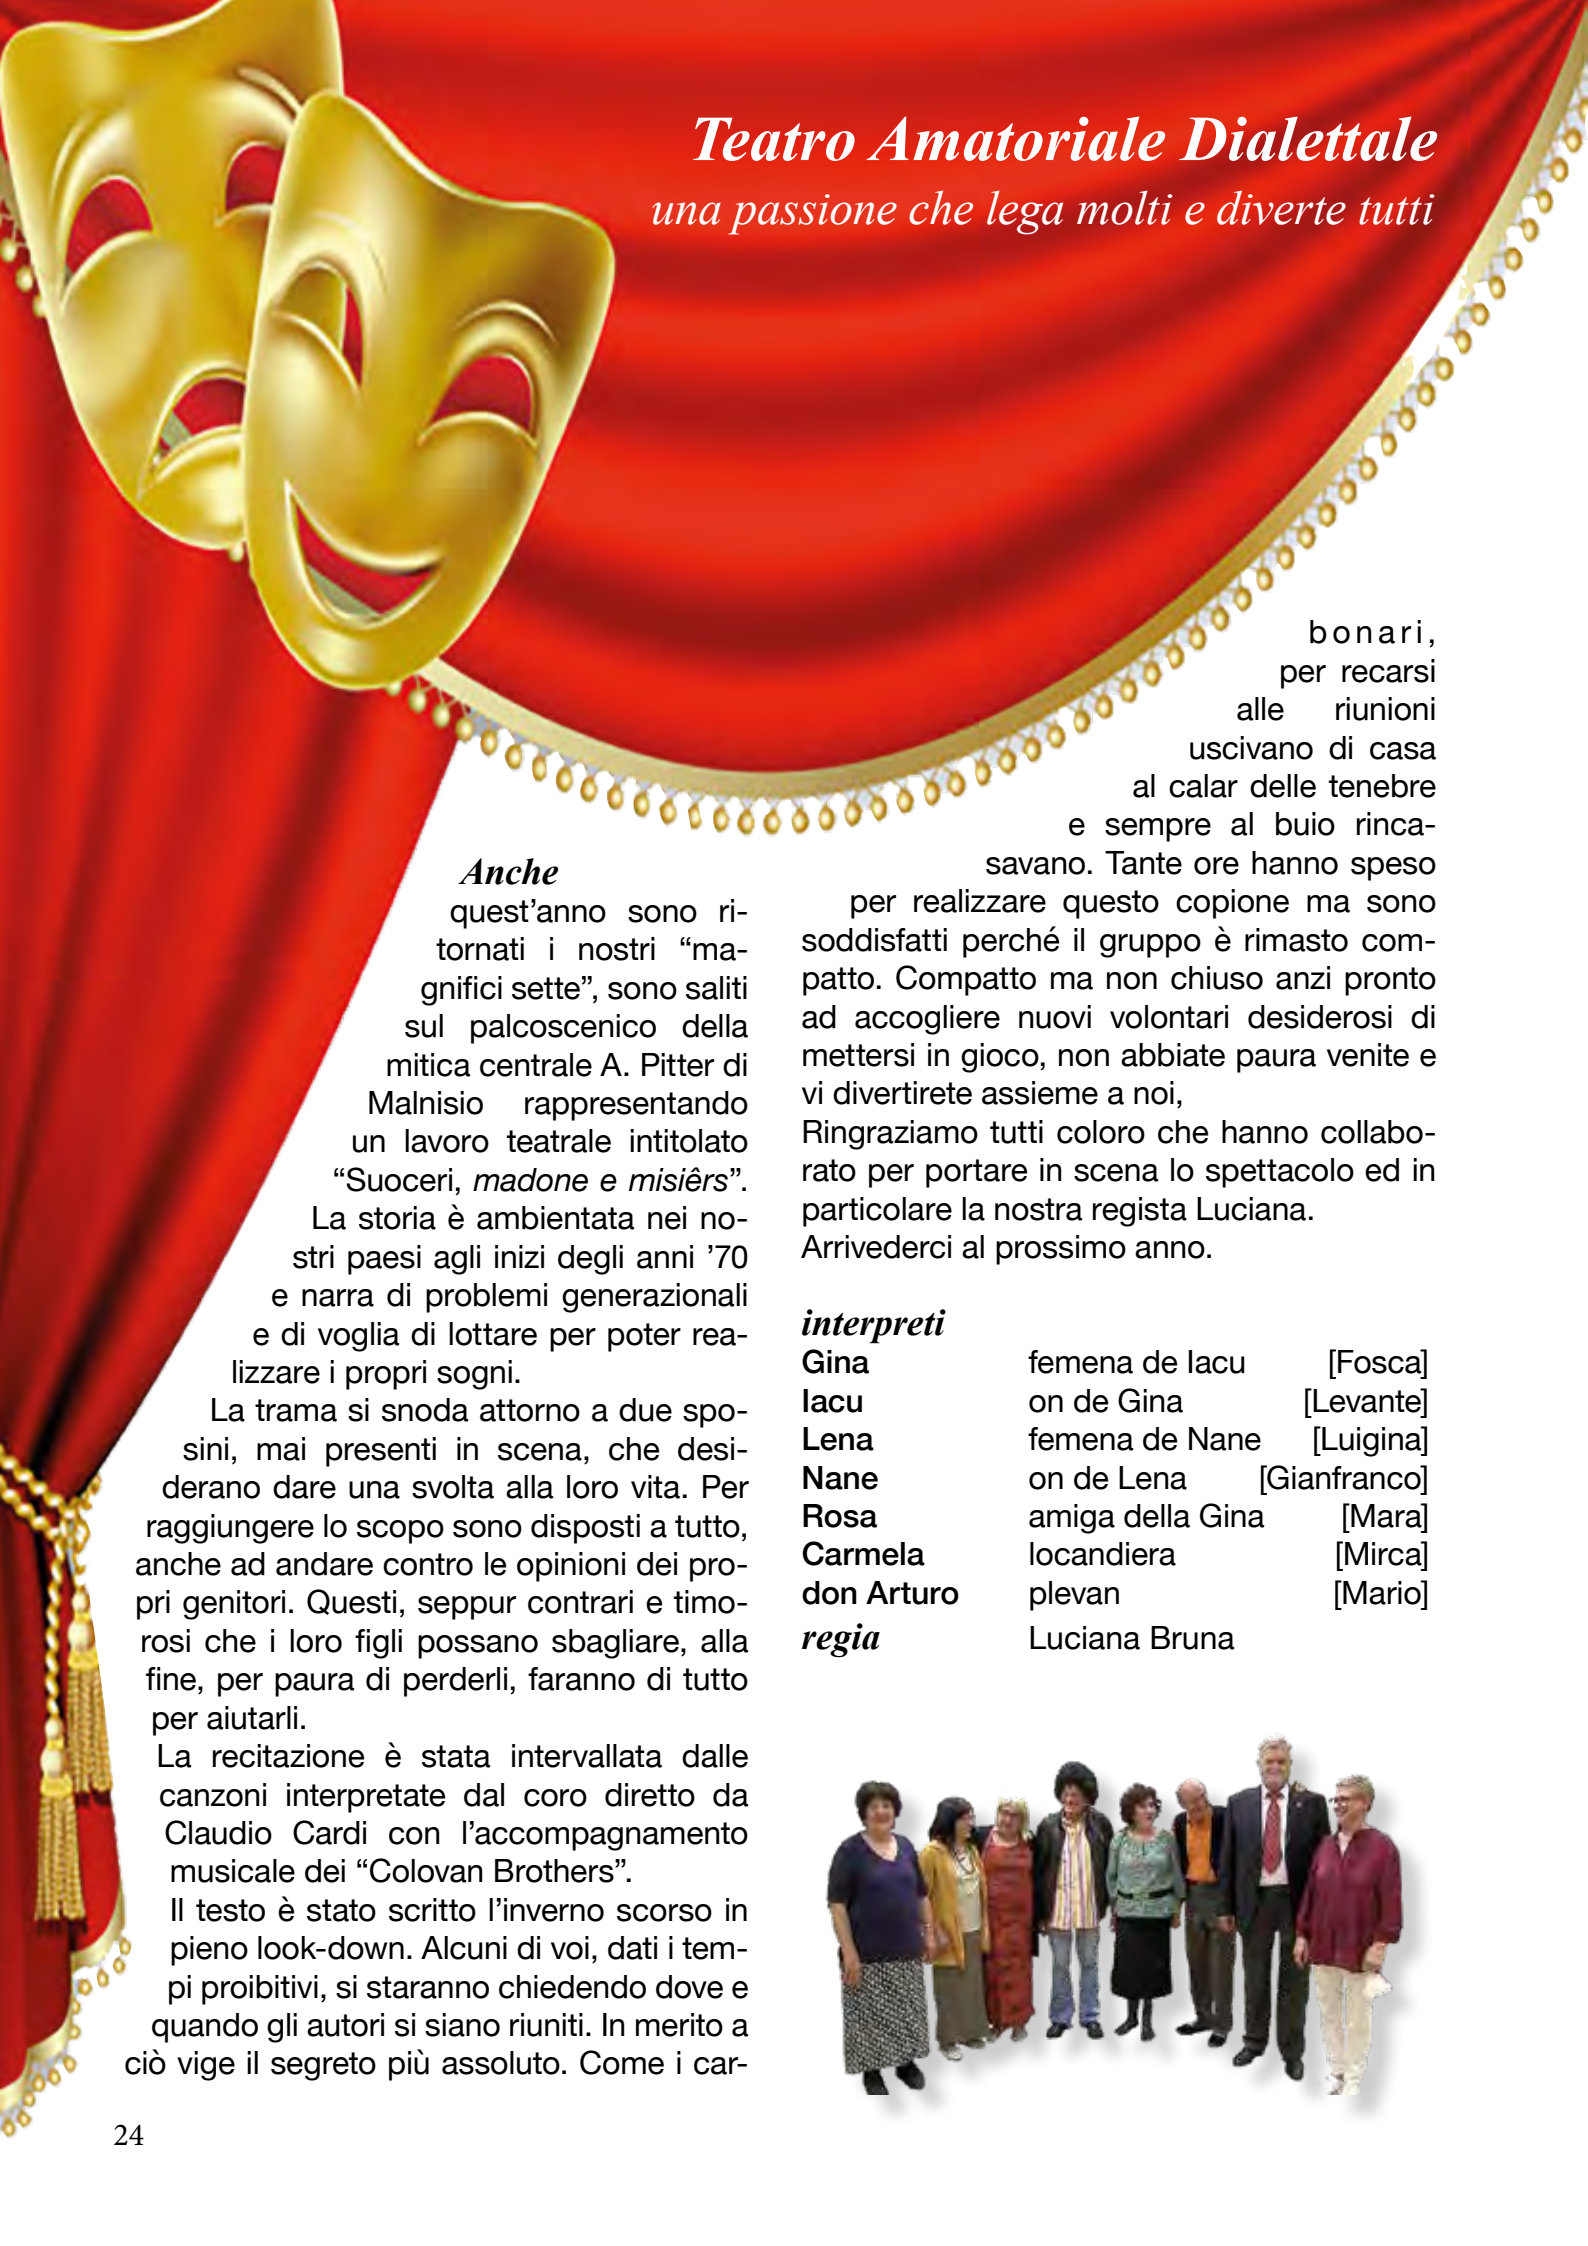 Teatro Amatoriale Dialettale
una passione che lega molti e diverte tutti
Anche
quest’anno sono ri-
tornati i nostri “ma-
gnifici sette”, sono saliti
sul palcoscenico della
mitica centrale A. Pitter di
Malnisio rappresentando
un lavoro teatrale intitolato
“Suoceri, madone e misiêrs”.
La storia è ambientata nei no-
stri paesi agli inizi degli anni ’70
e narra di problemi generazionali
e di voglia di lottare per poter rea-
lizzare i propri sogni.
La trama si snoda attorno a due spo-
sini, mai presenti in scena, che desi-
derano dare una svolta alla loro vita. Per
raggiungere lo scopo sono disposti a tutto,
anche ad andare contro le opinioni dei pro-
pri genitori. Questi, seppur contrari e timo-
rosi che i loro figli possano sbagliare, alla
fine, per paura di perderli, faranno di tutto
per aiutarli.
La recitazione è stata intervallata dalle
canzoni interpretate dal coro diretto da
Claudio Cardi con l’accompagnamento
musicale dei “Colovan Brothers”.
Il testo è stato scritto l’inverno scorso in
pieno look-down. Alcuni di voi, dati i tem-
pi proibitivi, si staranno chiedendo dove e
quando gli autori si siano riuniti. In merito a
ciò vige il segreto più assoluto. Come i car-
bonari,
per recarsi
alle riunioni
uscivano di casa
al calar delle tenebre
e sempre al buio rinca-
savano. Tante ore hanno speso
per realizzare questo copione ma sono
soddisfatti perché il gruppo è rimasto com-
patto. Compatto ma non chiuso anzi pronto
ad accogliere nuovi volontari desiderosi di
mettersi in gioco, non abbiate paura venite e
vi divertirete assieme a noi,
Ringraziamo tutti coloro che hanno collabo-
rato per portare in scena lo spettacolo ed in
particolare la nostra regista Luciana.
Arrivederci al prossimo anno.
interpreti
Gina femena de Iacu [Fosca]
Iacu on de Gina [Levante]
Lena femena de Nane [Luigina]
Nane on de Lena [Gianfranco]
Rosa amiga della Gina [Mara]
Carmela locandiera [Mirca]
don Arturo plevan [Mario]
regia Luciana Bruna
24